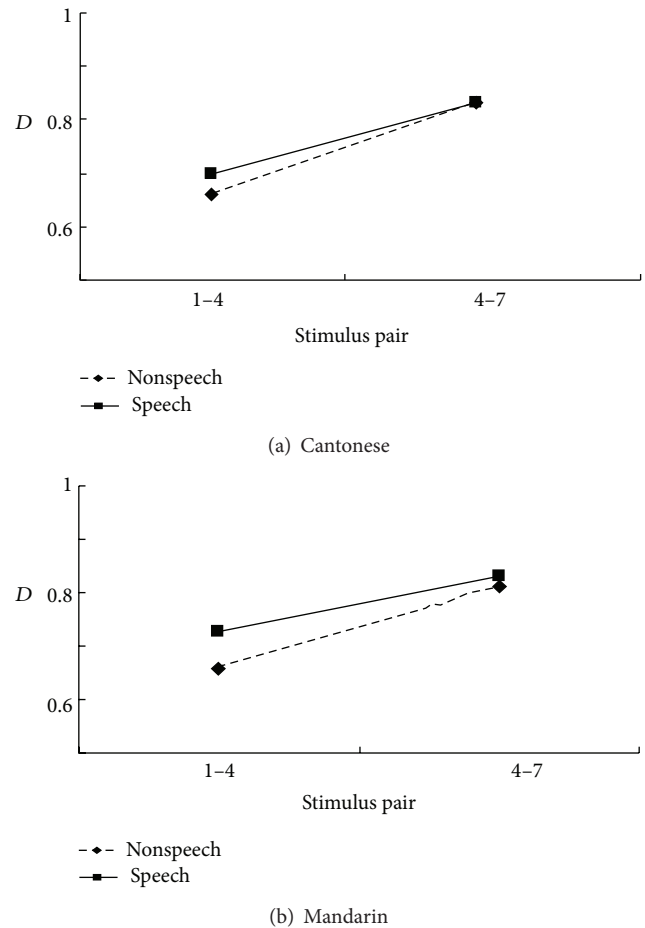 1
D 0.8
0.6
1–4 4–7
Stimulus pair
Nonspeech
Speech
(a) Cantonese
1
D 0.8
0.6
1–4 4–7
Stimulus pair
Nonspeech
Speech
(b) Mandarin